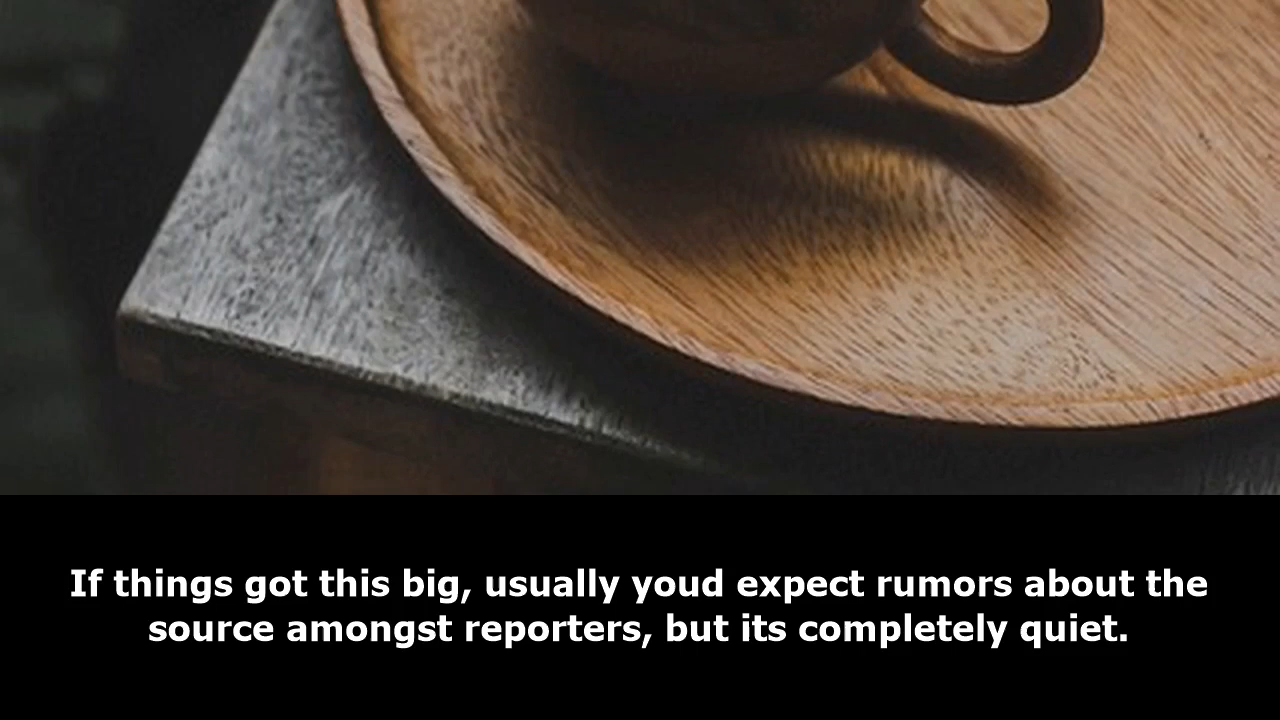 If things got this big, usually youd expect rumors about the
source amongst reporters, but its completely quiet.